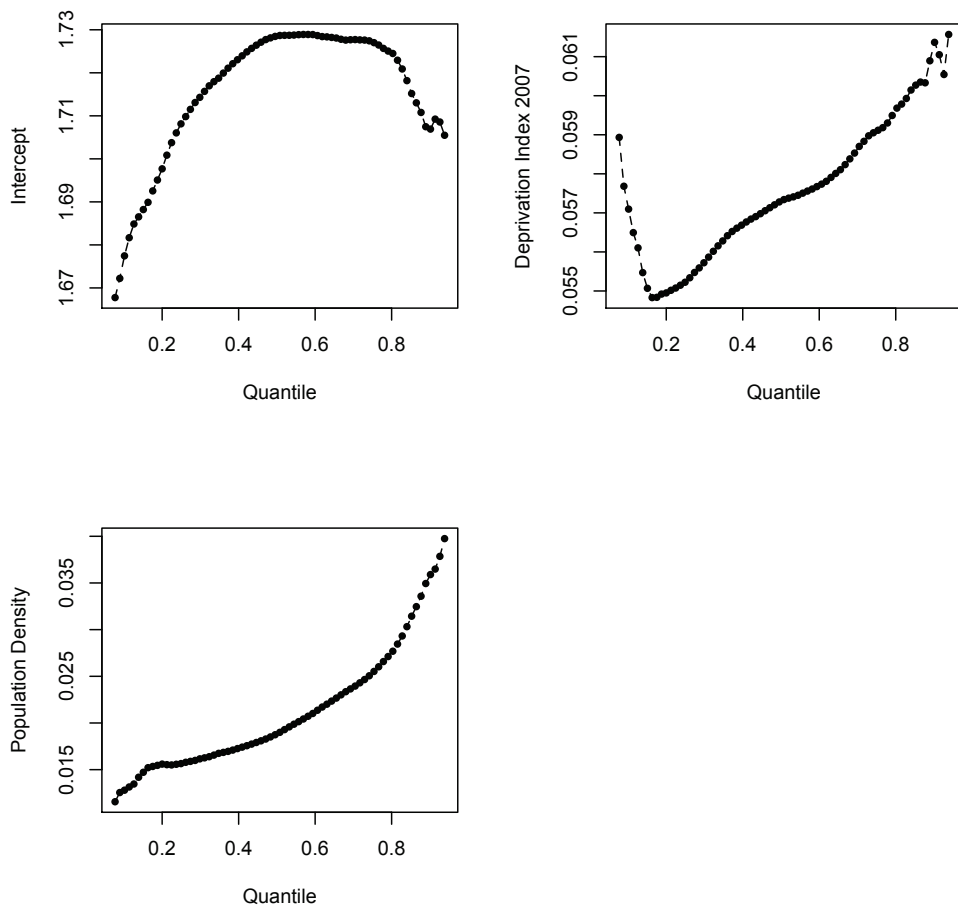 1.73
1.71
1.69
1.67
Intercept
0.2 0.4 0.6 0.8
Quantile
0.061
0.059
0.057
0.055
Deprivation Index 2007
0.2 0.4 0.6 0.8
Quantile
0.035
0.025
0.015
Population Density
0.2 0.4 0.6 0.8
Quantile